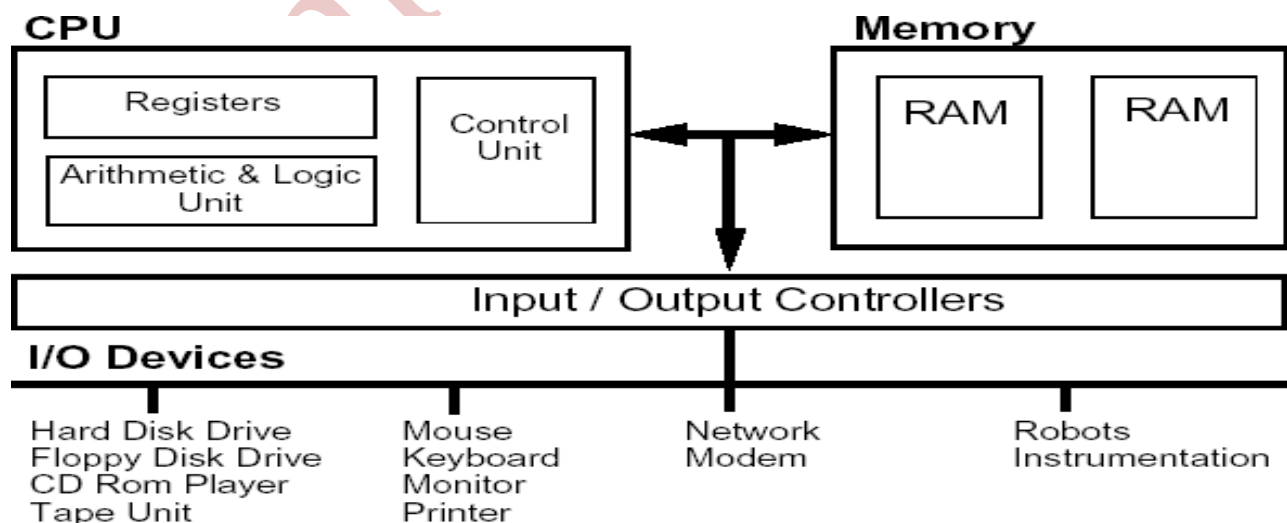 CPU
Memory
Registers
Arithmetic & Logic
Unit
Control
Unit
RAM
RAM
Input / Output Controllers
I/O Devices
Hard Disk Drive
Floppy Disk Drive
CD Rom Player
Tape Unit
Mouse
Keyboard
Monitor
Printer
Network
Modem
Robots
Instrumentation